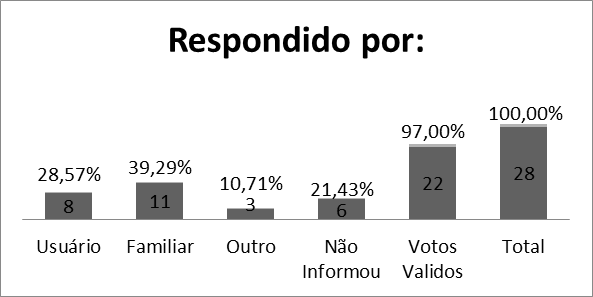 Respondido por:
28,57% 39,29% 10,71% 21,43% 97,00% 100,00%
8 11 3 6 22 28
Usuário Familiar Outro Não Informou Votos Validos Total